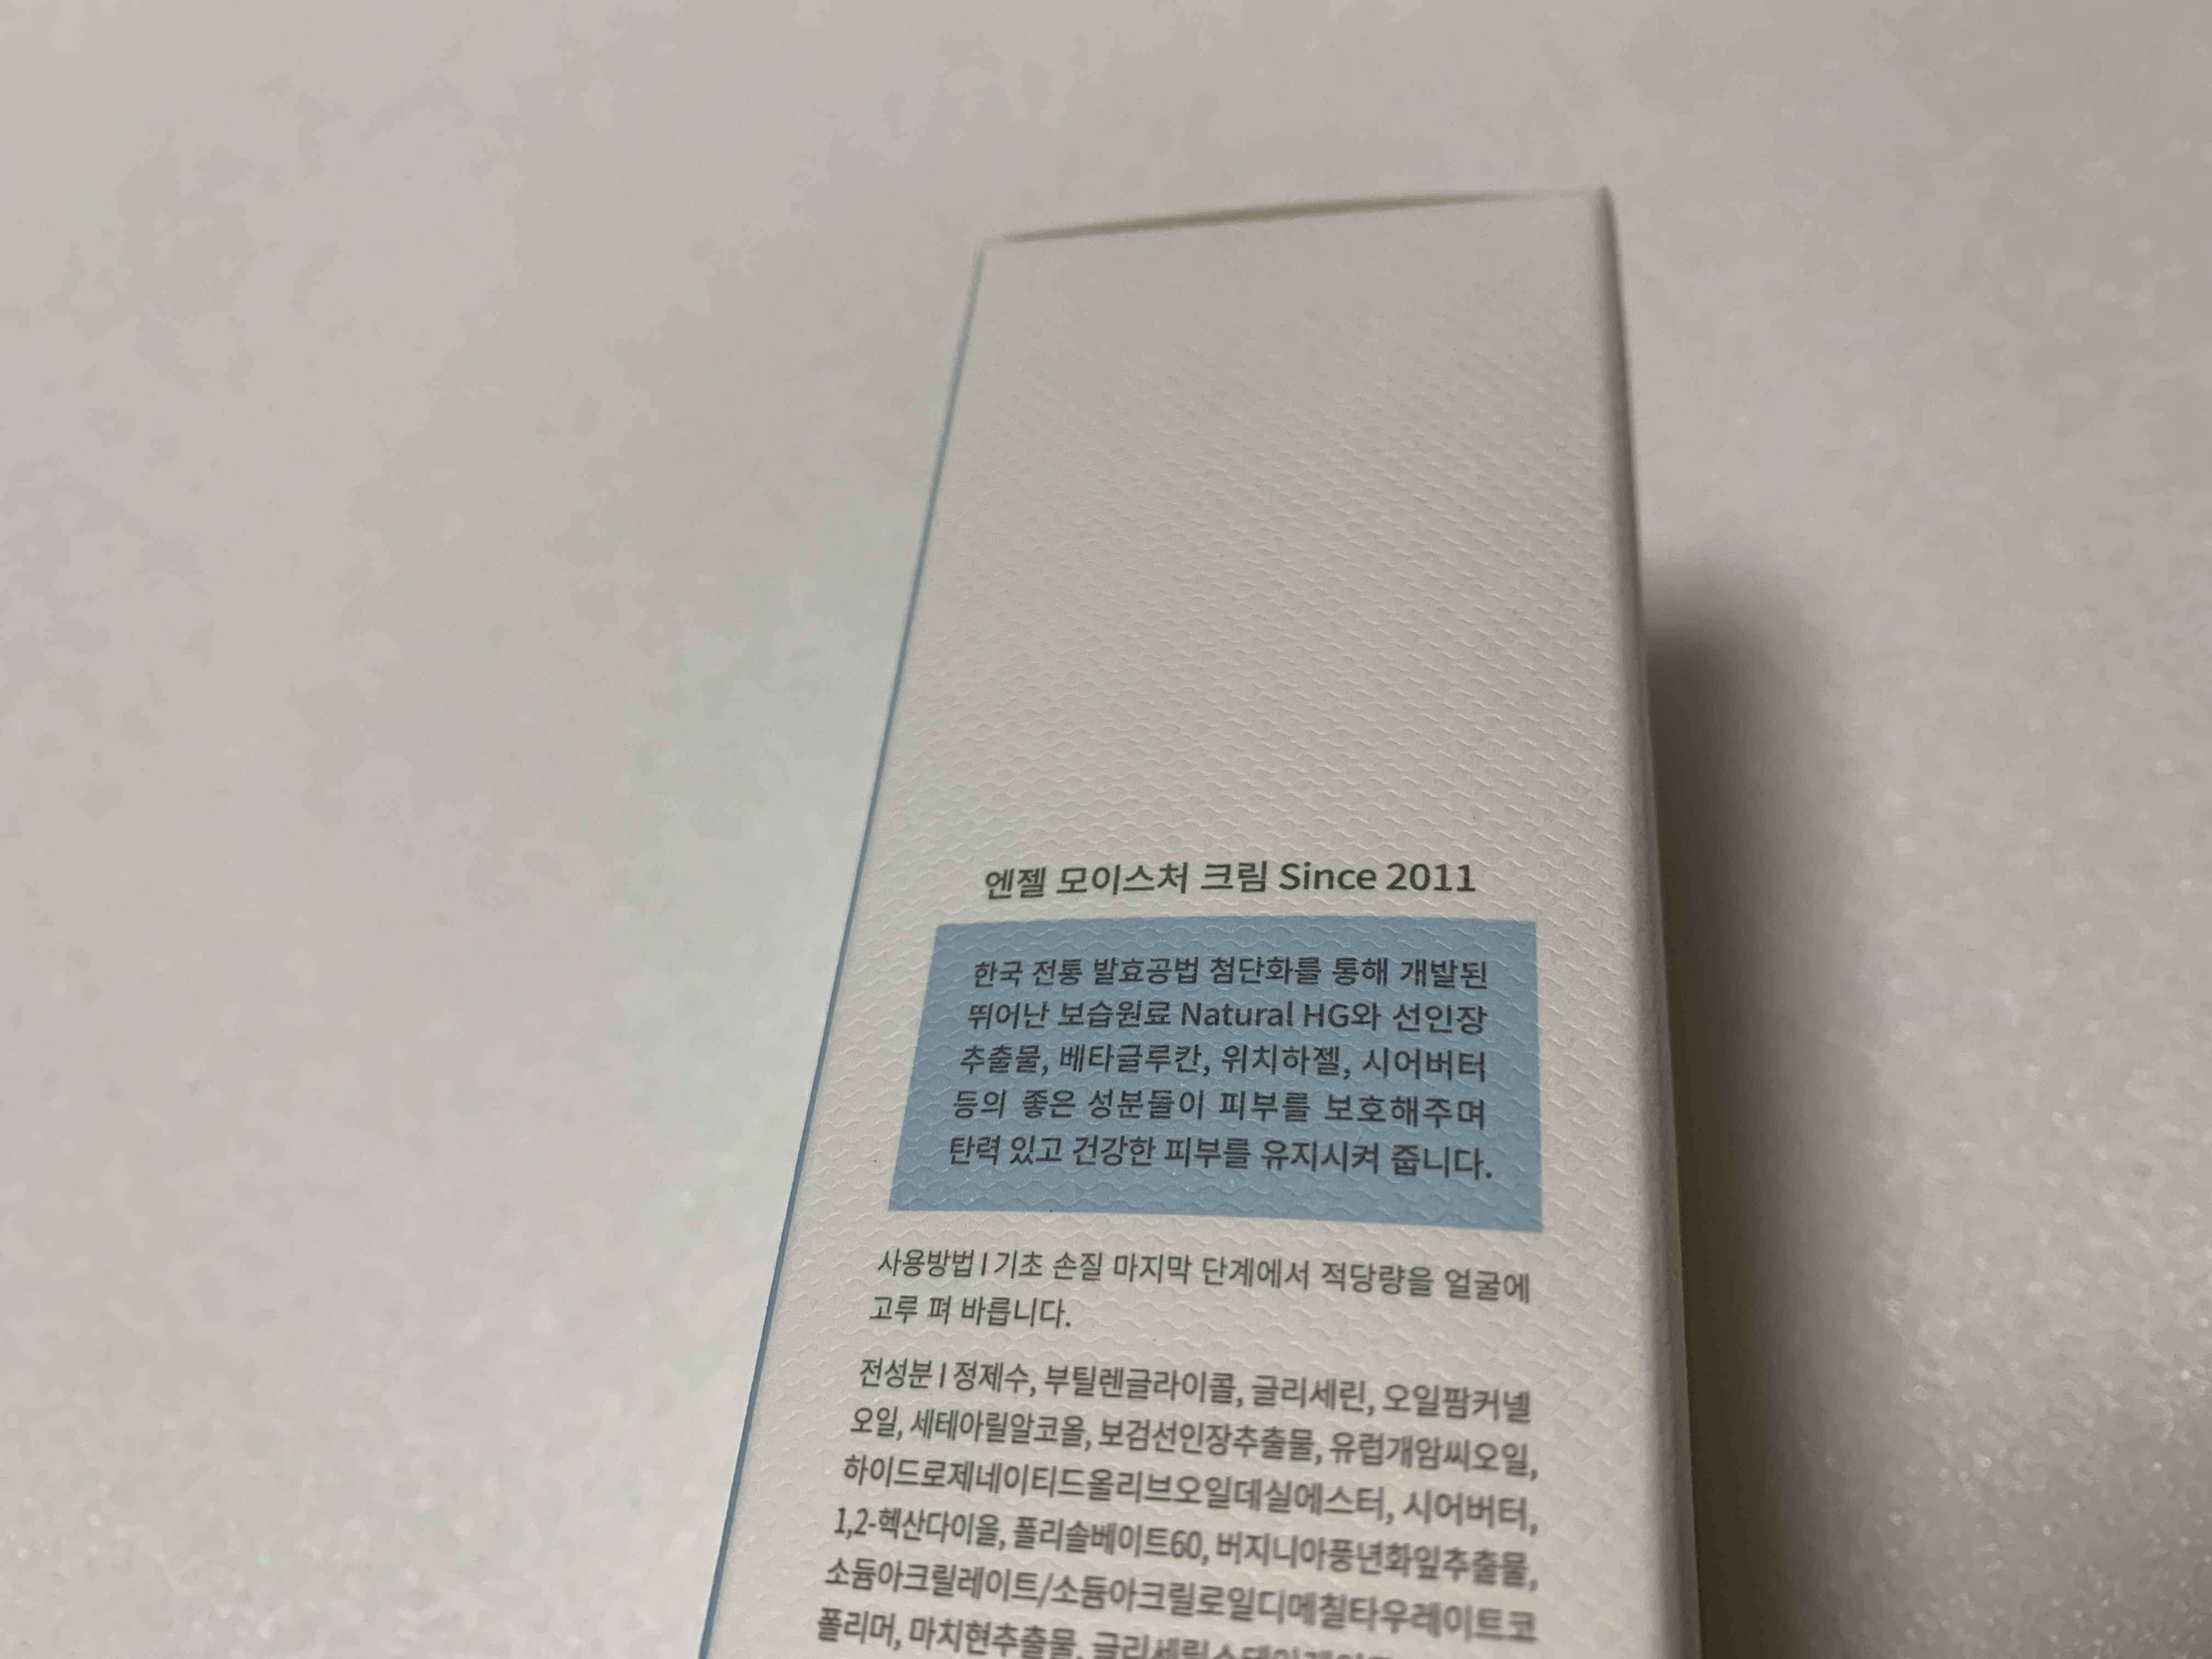 엔젤 모이스처 크림 Since 2011
한국 전통 발효공법 첨단화를 통해 개발된
뛰어난 보습원료 Natural HG와 선인장
추출물, 베타글루칸, 위치하젤, 시어버터
등의 좋은 성분들이 피부를 보호해주며
탄력 있고 건강한 피부를 유지시켜 줍니다.
사용방법 | 기초 손질 마지막 단계에서 적당량을 얼굴에
고루 펴 바릅니다.
전성분 | 정제수, 부틸렌글라이콜, 글리세린, 오일팜커넬
오일, 세테아릴알코올, 보검선인장추출물, 유럽개암씨오일,
하이드로제네이티드올리브오일데실에스터, 시어버터,
1,2-헥산다이올, 폴리솔베이트60, 버지니아풍년화잎추출물,
소듐아크릴레이트/소듐아크릴로일디메칠타우레이트코
폴리머, 마치현추출물,